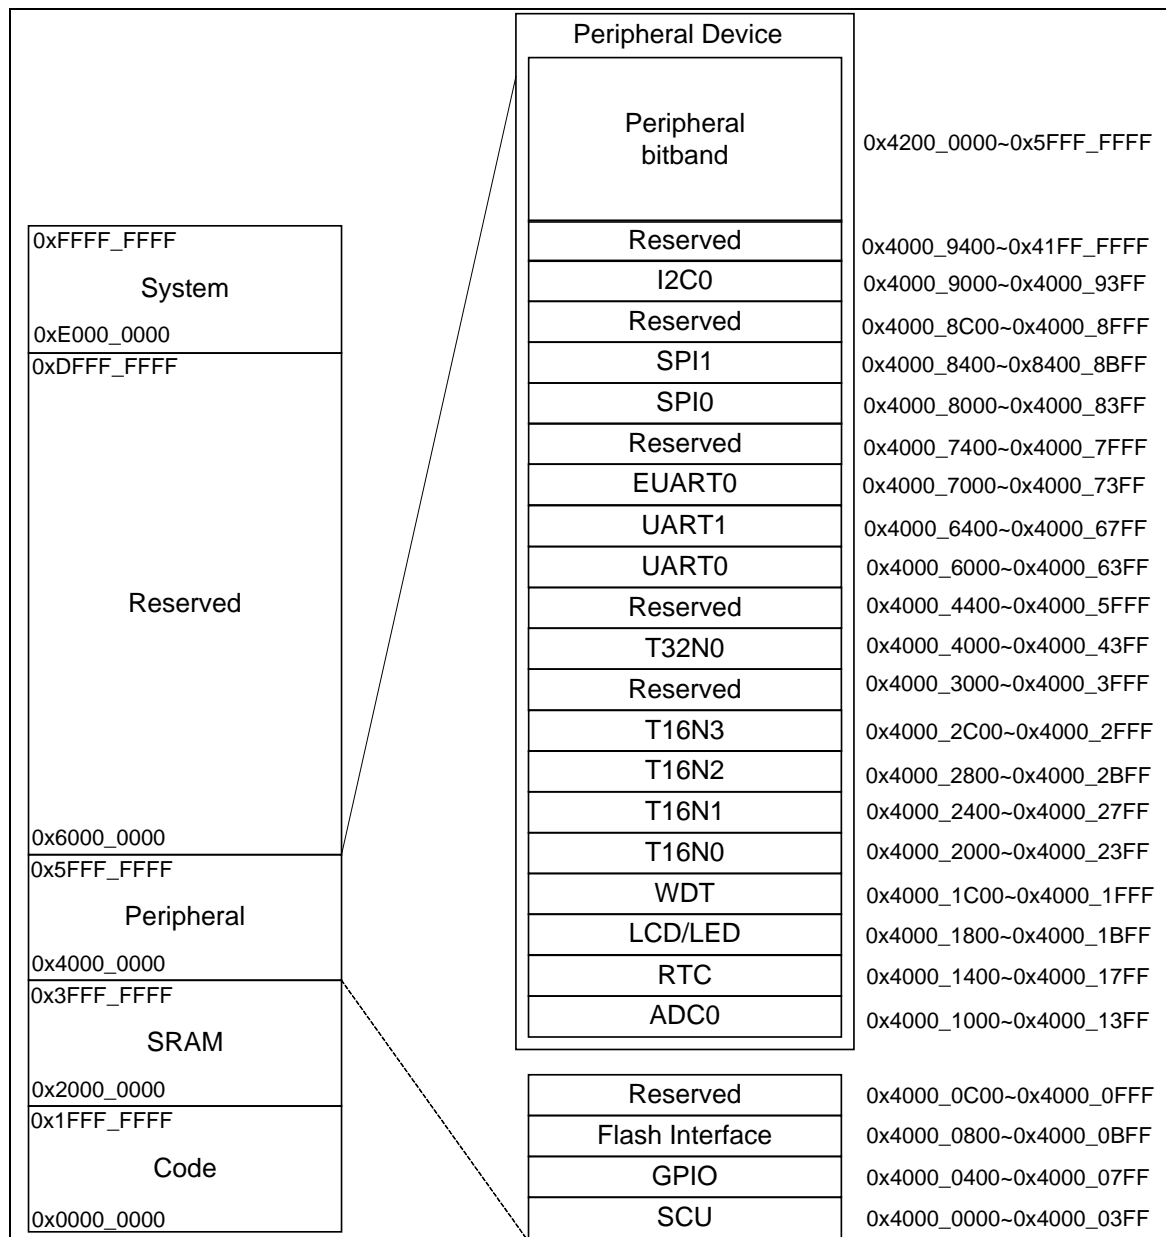 0xFFFF_FFFF
System
0xE000_0000
0xDFFF_FFFF
Reserved
0x6000_0000
0x5FFF_FFFF
Peripheral
0x4000_0000
0x3FFF_FFFF
SRAM
0x2000_0000
0x1FFF_FFFF
Code
0x0000_0000
Peripheral Device
Peripheral
bitband
0x4200_0000~0x5FFF_FFFF
Reserved 0x4000_9400~0x41FF_FFFF
I2C0 0x4000_9000~0x4000_93FF
Reserved 0x4000_8C00~0x4000_8FFF
SPI1 0x4000_8400~0x8400_8BFF
SPI0 0x4000_8000~0x4000_83FF
Reserved 0x4000_7400~0x4000_7FFF
EUART0 0x4000_7000~0x4000_73FF
UART1 0x4000_6400~0x4000_67FF
UART0 0x4000_6000~0x4000_63FF
Reserved 0x4000_4400~0x4000_5FFF
T32N0 0x4000_4000~0x4000_43FF
Reserved 0x4000_3000~0x4000_3FFF
T16N3 0x4000_2C00~0x4000_2FFF
T16N2 0x4000_2800~0x4000_2BFF
T16N1 0x4000_2400~0x4000_27FF
T16N0 0x4000_2000~0x4000_23FF
WDT 0x4000_1C00~0x4000_1FFF
LCD/LED 0x4000_1800~0x4000_1BFF
RTC 0x4000_1400~0x4000_17FF
ADC0 0x4000_1000~0x4000_13FF
Reserved 0x4000_0C00~0x4000_0FFF
Flash Interface 0x4000_0800~0x4000_0BFF
GPIO 0x4000_0400~0x4000_07FF
SCU 0x4000_0000~0x4000_03FF